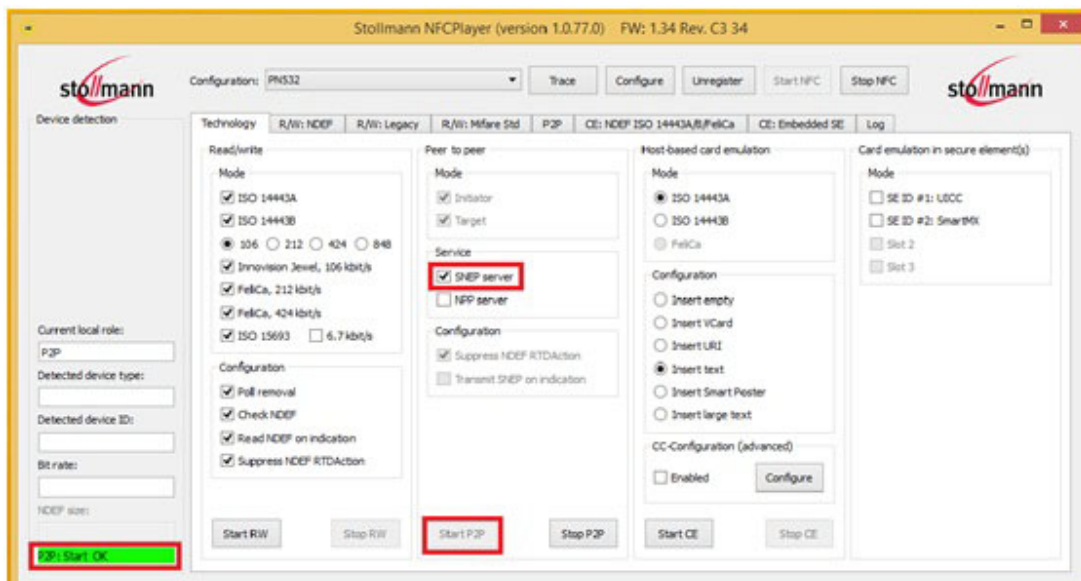 Stollmann NFCPlayer (version 1.0.77.0) FW: 1.34 Rev. C3 34
stollmann
Configuration: PN532 Trace Configure Unregister Start NFC Stop NFC
stollmann
Device detection
Technology R/W: NDEF R/W: Legacy R/W: Mifare Std P2P CE: NDEF ISO 14443A/B/FeliCa CE: Embedded SE Log
Read/write
Mode
ISO 14443A
ISO 14443B
106 212 424 848
Innovision Jewel, 106 kbit/s
FeliCa, 212 kbit/s
FeliCa, 424 kbit/s
ISO 15693 6.7 kbit/s
Configuration
Poll removal
Check NDEF
Read NDEF on indication
Suppress NDEF RTDAction
Start RW Stop RW
Peer to peer
Mode
Initiator
Target
Service
SNEP server
NPP server
Configuration
Suppress NDEF RTDAction
Transmit SNEP on indication
Start P2P Stop P2P
Host-based card emulation
Mode
ISO 14443A
ISO 14443B
FeliCa
Configuration
Insert empty
Insert VCard
Insert URI
Insert text
Insert Smart Poster
Insert large text
CC-Configuration (advanced)
Enabled Configure
Start CE Stop CE
Card emulation in secure element(s)
Mode
SE ID #1: UICC
SE ID #2: SmartMX
Slot 2
Slot 3
Current local role:
P2P
Detected device type:
Detected device ID:
Bit rate:
NDEF size:
P2P: Start OK